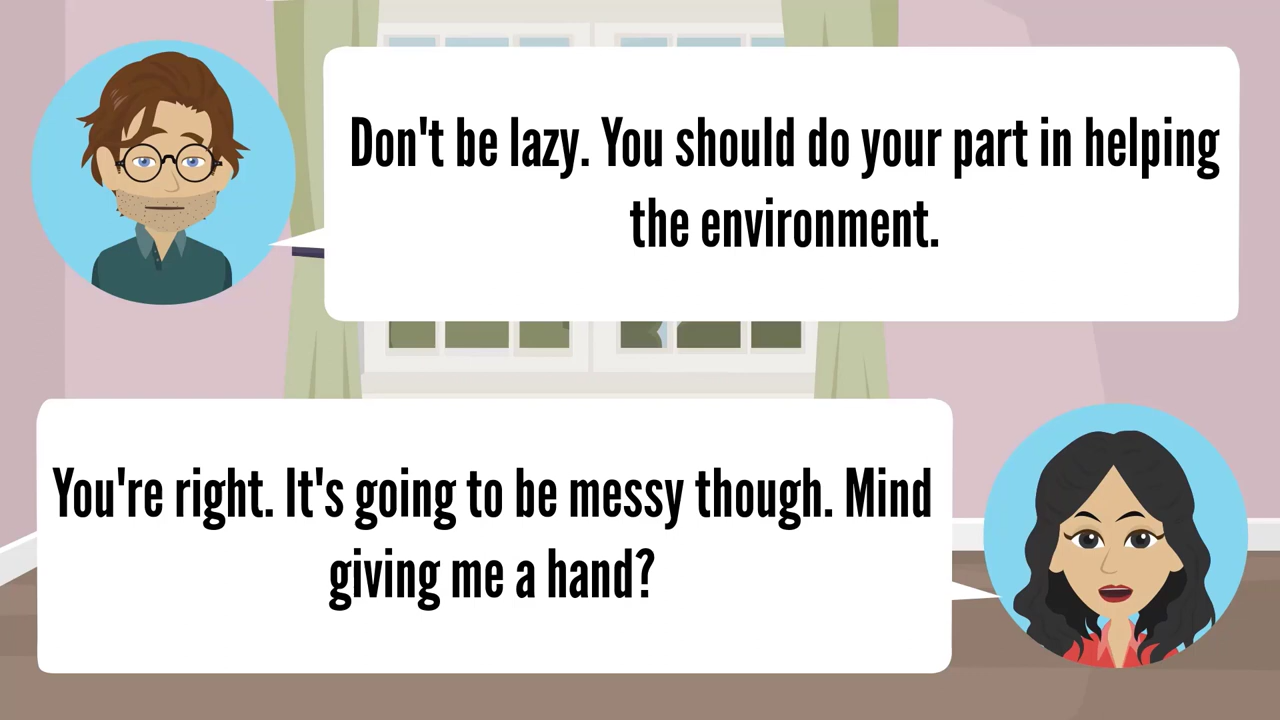 Don't be lazy. You should do your part in helping
the environment.
You're right. It's going to be messy though. Mind
giving me a hand?